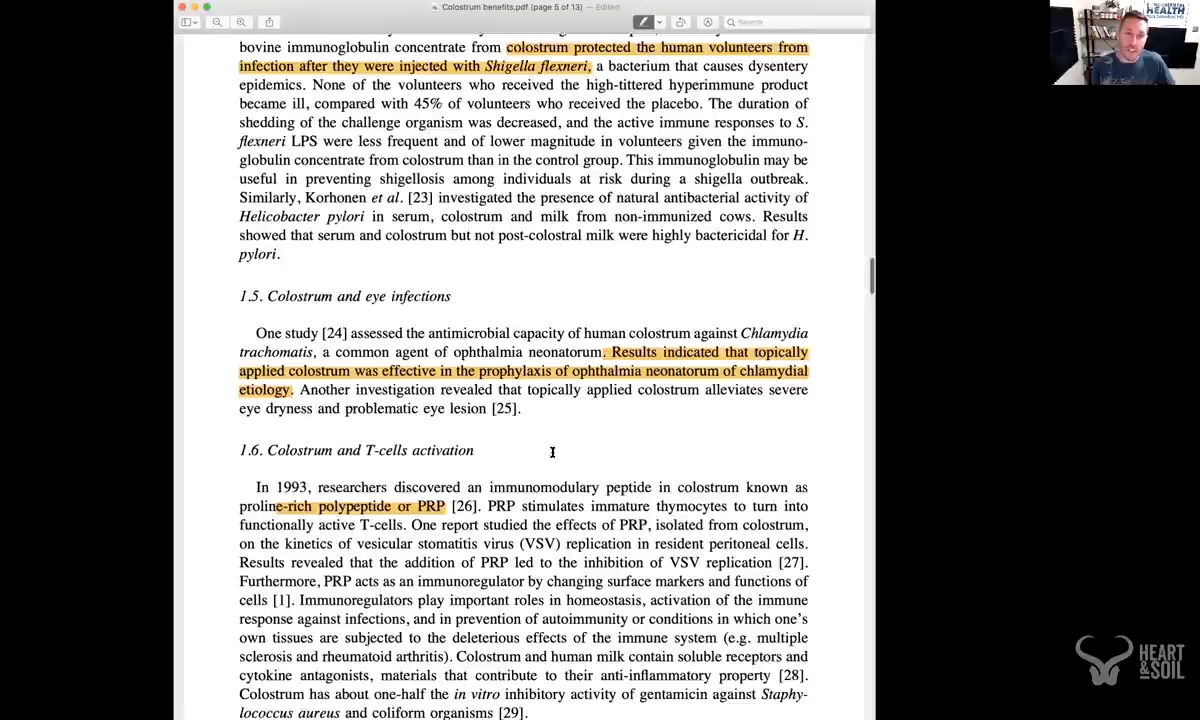 Colostrum benefits.pdf (page 5 of 13) — Edited
Search
bovine immunoglobulin concentrate from colostrum protected the human volunteers from
infection after they were injected with Shigella flexneri, a bacterium that causes dysentery
epidemics. None of the volunteers who received the high-tittered hyperimmune product
became ill, compared with 45% of volunteers who received the placebo. The duration of
shedding of the challenge organism was decreased, and the active immune responses to S.
flexneri LPS were less frequent and of lower magnitude in volunteers given the immuno-
globulin concentrate from colostrum than in the control group. This immunoglobulin may be
useful in preventing shigellosis among individuals at risk during a shigella outbreak.
Similarly, Korhonen et al. [23] investigated the presence of natural antibacterial activity of
Helicobacter pylori in serum, colostrum and milk from non-immunized cows. Results
showed that serum and colostrum but not post-colostral milk were highly bactericidal for H.
pylori.
1.5. Colostrum and eye infections
One study [24] assessed the antimicrobial capacity of human colostrum against Chlamydia
trachomatis, a common agent of ophthalmia neonatorum. Results indicated that topically
applied colostrum was effective in the prophylaxis of ophthalmia neonatorum of chlamydial
etiology. Another investigation revealed that topically applied colostrum alleviates severe
eye dryness and problematic eye lesion [25].
1.6. Colostrum and T-cells activation
In 1993, researchers discovered an immunomodulary peptide in colostrum known as
proline-rich polypeptide or PRP [26]. PRP stimulates immature thymocytes to turn into
functionally active T-cells. One report studied the effects of PRP, isolated from colostrum,
on the kinetics of vesicular stomatitis virus (VSV) replication in resident peritoneal cells.
Results revealed that the addition of PRP led to the inhibition of VSV replication [27].
Furthermore, PRP acts as an immunoregulator by changing surface markers and functions of
cells [1]. Immunoregulators play important roles in homeostasis, activation of the immune
response against infections, and in prevention of autoimmunity or conditions in which one's
own tissues are subjected to the deleterious effects of the immune system (e.g. multiple
sclerosis and rheumatoid arthritis). Colostrum and human milk contain soluble receptors and
cytokine antagonists, materials that contribute to their anti-inflammatory property [28].
Colostrum has about one-half the in vitro inhibitory activity of gentamicin against Staphy-
lococcus aureus and coliform organisms [29].
HEALTH
HEART
& SOIL